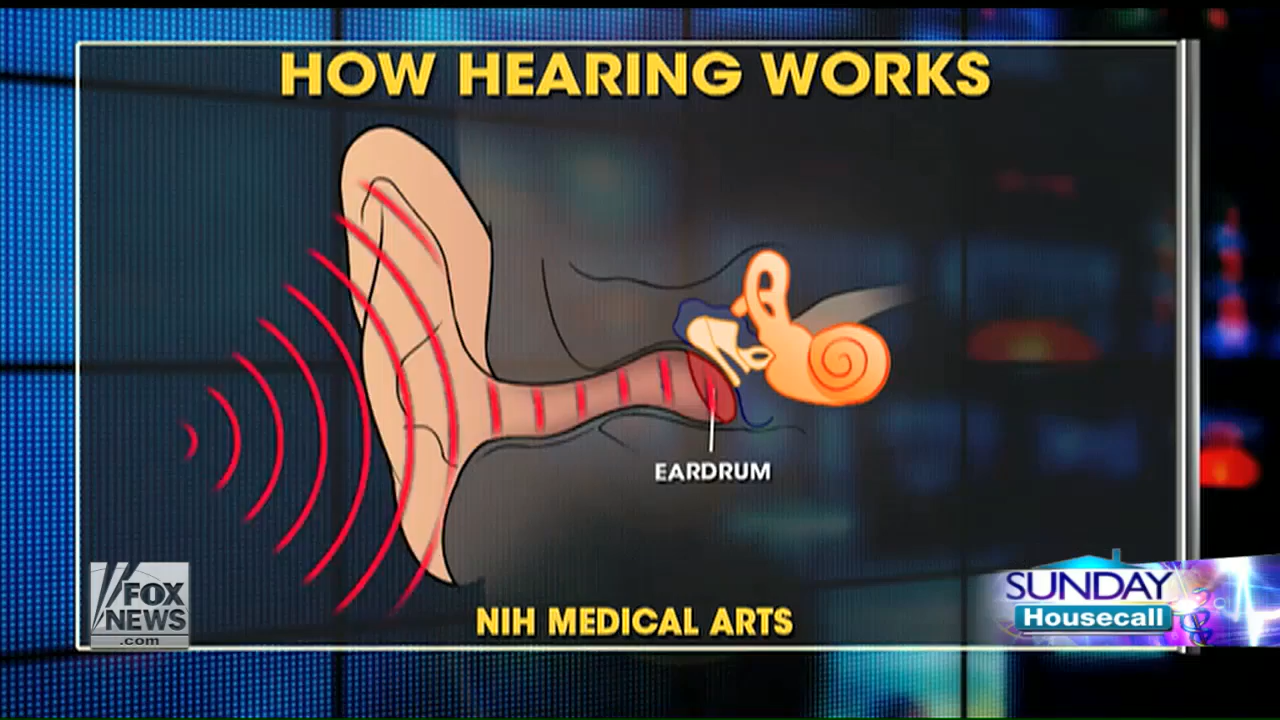 HOW HEARING WORKS
EARDRUM
NIH MEDICAL ARTS
FOX
NEWS
.com
SUNDAY
Housecall